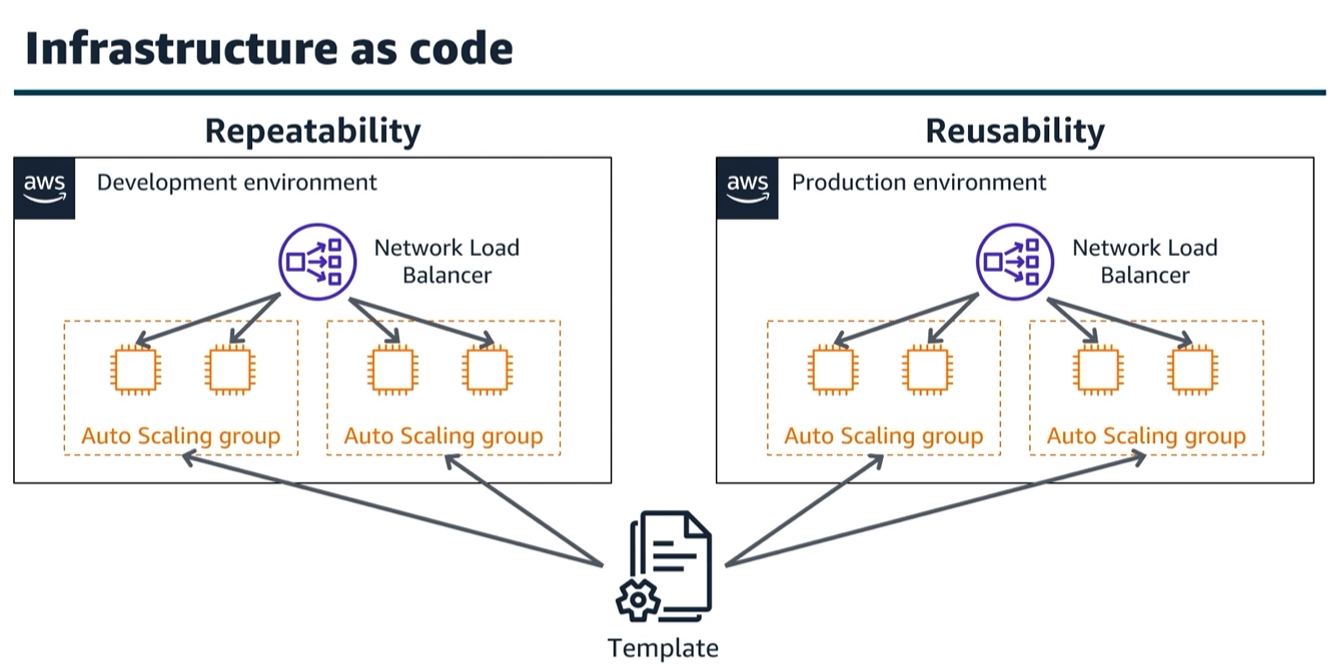 Infrastructure as code
Repeatability
aws
Development environment
Network Load
Balancer
Auto Scaling group
Auto Scaling group
Reusability
aws
Production environment
Network Load
Balancer
Auto Scaling group
Auto Scaling group
Template